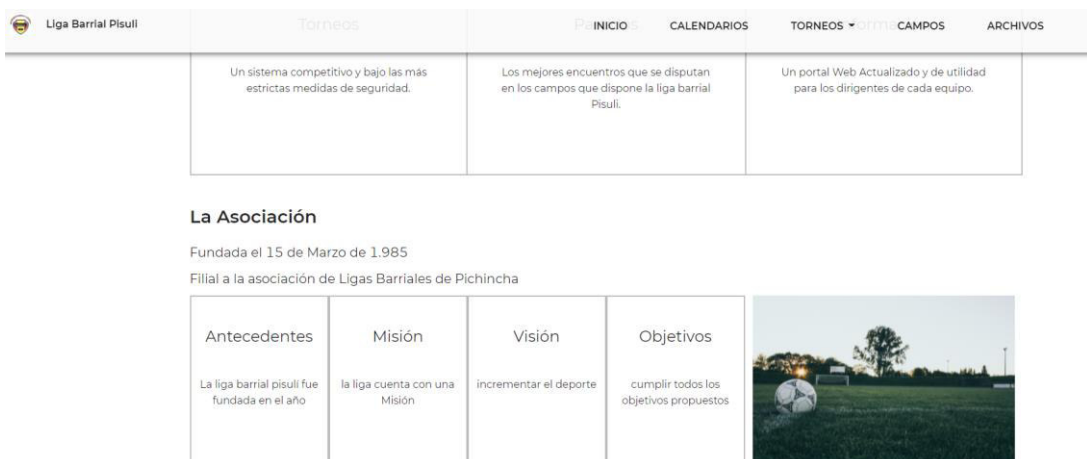 Liga Barrial Pisuli
INICIO CALENDARIOS TORNEOS CAMPOS ARCHIVOS
Torneos
Un sistema competitivo y bajo las más
estrictas medidas de seguridad.
Los mejores encuentros que se disputan
en los campos que dispone la liga barrial
Pisuli.
Un portal Web Actualizado y de utilidad
para los dirigentes de cada equipo.
La Asociación
Fundada el 15 de Marzo de 1.985
Filial a la asociación de Ligas Barriales de Pichincha
Antecedentes
La liga barrial pisulí fue
fundada en el año
Misión
la liga cuenta con una
Misión
Visión
incrementar el deporte
Objetivos
cumplir todos los
objetivos propuestos